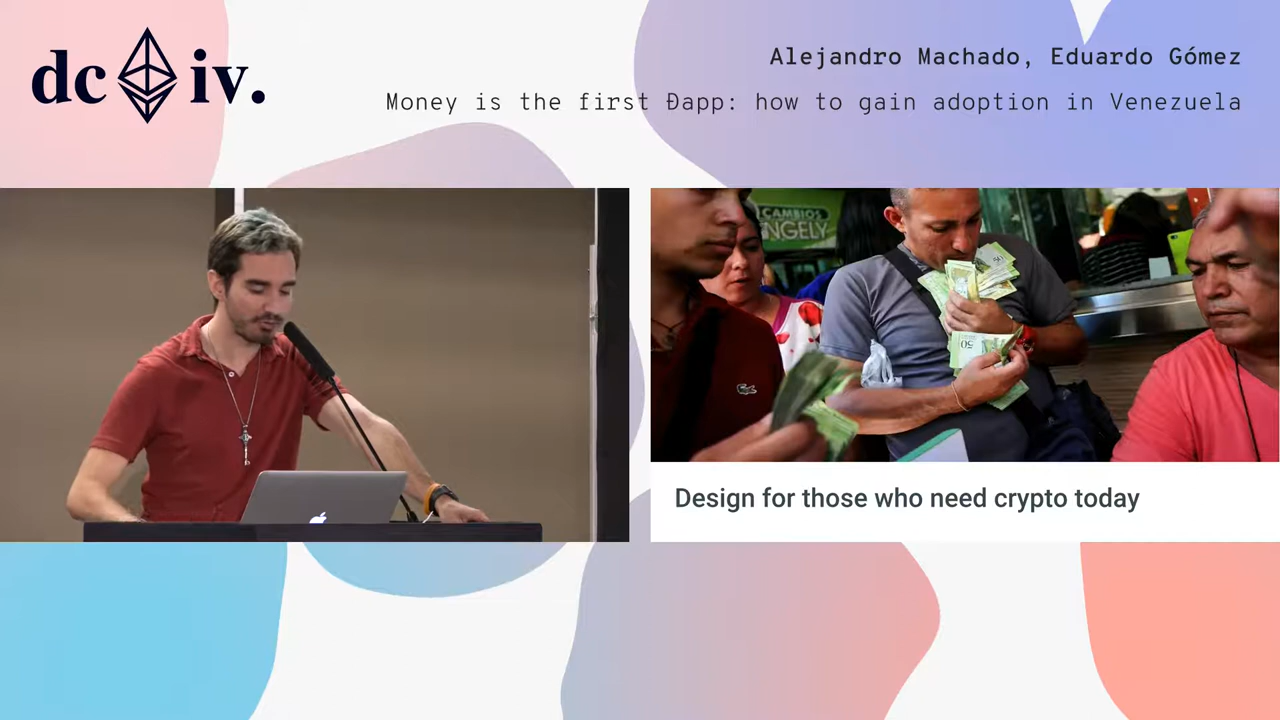 dc iv.
Alejandro Machado, Eduardo Gómez
Money is the first Ðapp: how to gain adoption in Venezuela
CAMBIOS
NGELY
50
50
Design for those who need crypto today